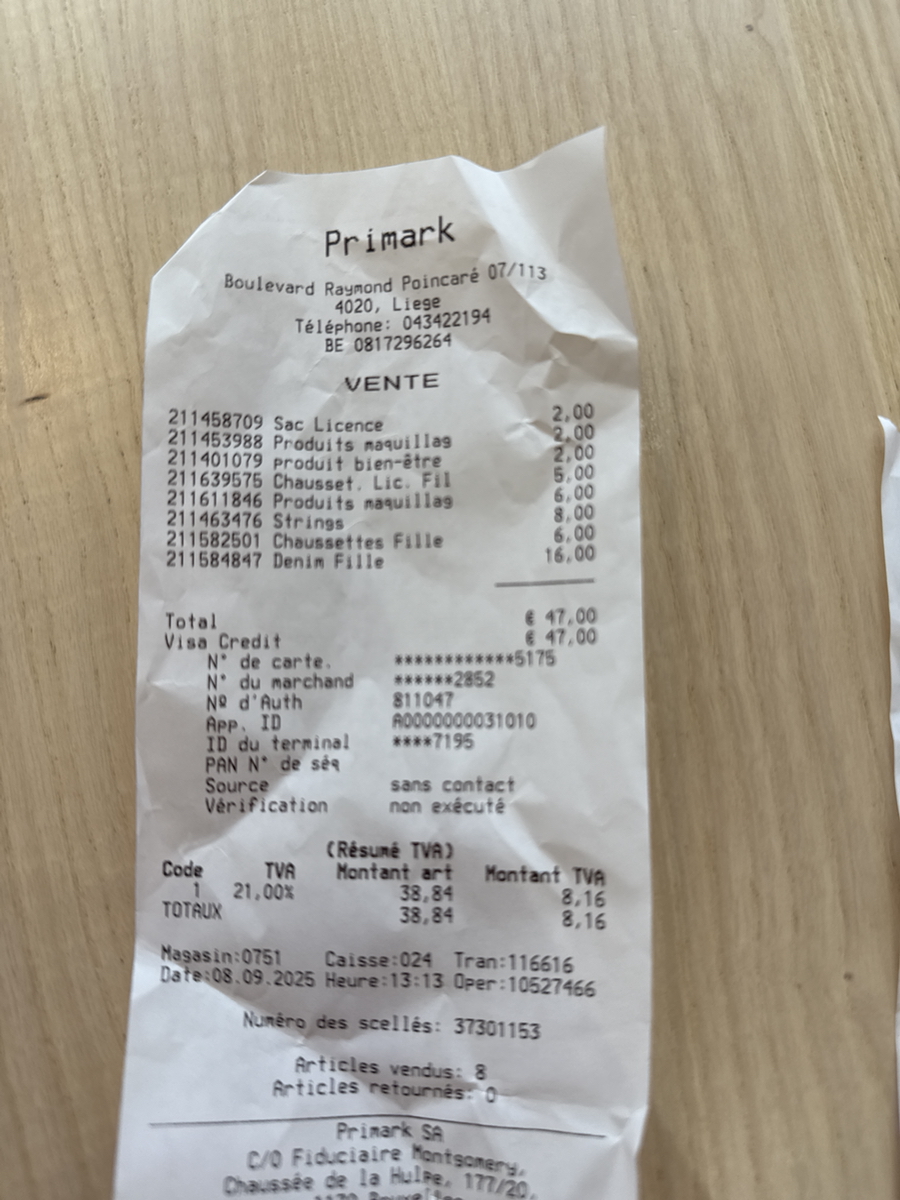 Primark
Boulevard Raymond Poincaré 07/113
4020, Liege
Téléphone: 043422194
BE 0817296264
VENTE
211458709 Sac Licence 2,00
211453988 Produits maquillag 2,00
211401079 produit bien-être 2,00
211639575 Chausset. Lic. Fil 5,00
211611846 Produits maquillag 6,00
211463476 Strings 8,00
211582501 Chaussettes Fille 6,00
211584847 Denim Fille 16,00
Total € 47,00
Visa Credit € 47,00
N° de carte. ************5175
N° du marchand ******2852
Nº d'Auth 811047
App. ID A0000000031010
ID du terminal ****7195
PAN N° de séq
Source sans contact
Vérification non exécuté
(Résumé TVA)
Code TVA Montant art Montant TVA
1 21,00% 38,84 8,16
TOTAUX 38,84 8,16
Magasin:0751 Caisse:024 Tran:116616
Date:08.09.2025 Heure:13:13 Oper:10527466
Numéro des scellés: 37301153
Articles vendus: 8
Articles retournés: 0
Primark SA
C/O Fiduciaire Montgomery,
Chaussée de la Hulpe, 177/20,